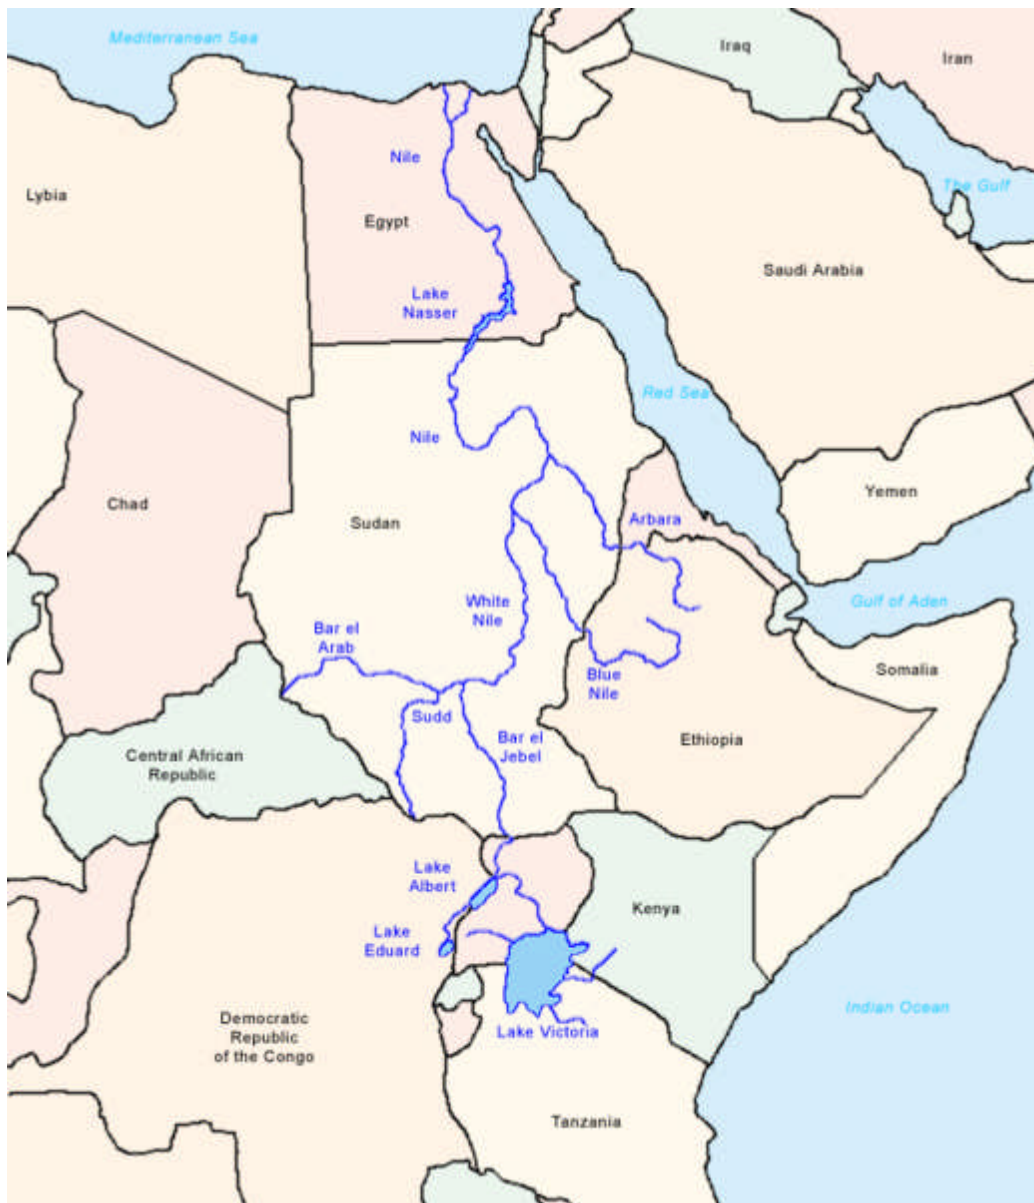 Mediterranean Sea
Iraq
Iran
Nile
Lybia
The Gulf
Egypt
Saudi Arabia
Lake
Nasser
Red Sea
Nile
Chad
Yemen
Sudan
Arbara
White
Nile
Gulf of Aden
Bar el
Arab
Somalia
Blue
Nile
Sudd
Bar el
Jebel
Ethiopia
Central African
Republic
Lake
Albert
Kenya
Lake
Eduard
Indian Ocean
Democratic
Republic
of the Congo
Lake Victoria
Tanzania